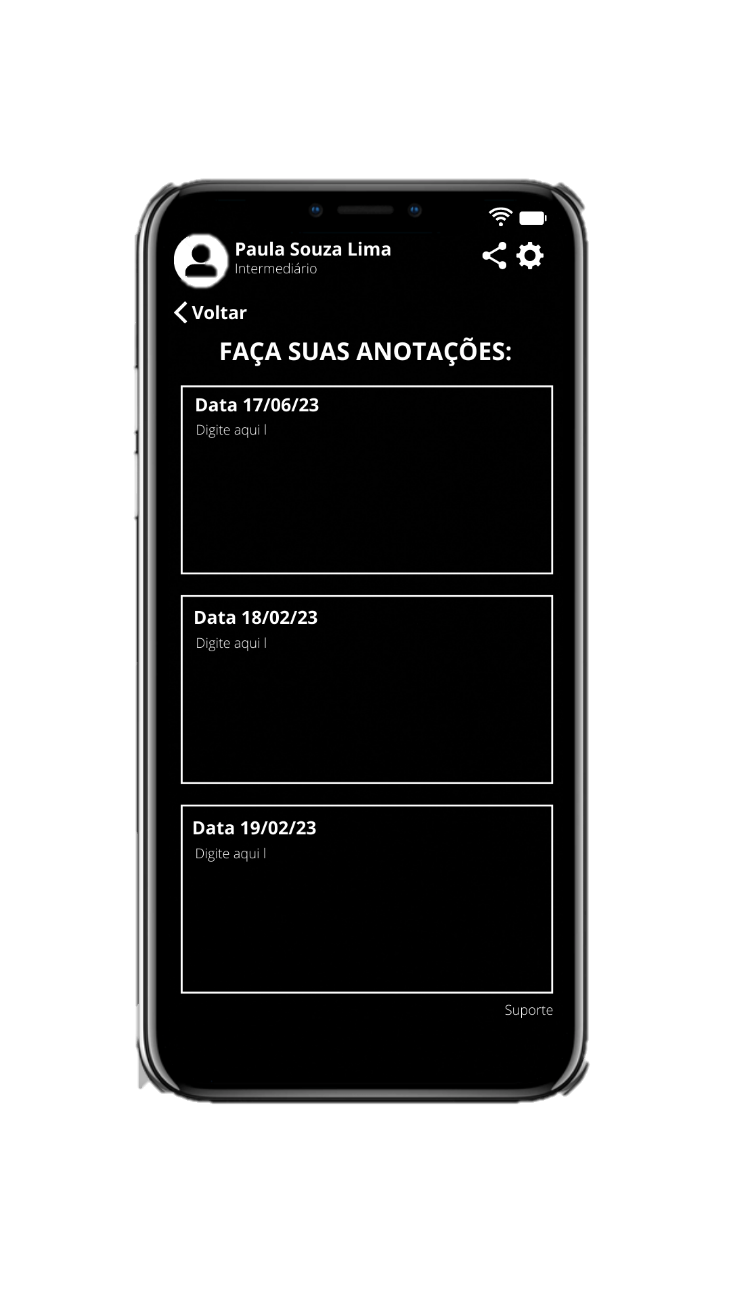 Paula Souza Lima
Intermediário
Voltar
FAÇA SUAS ANOTAÇÕES:
Data 17/06/23
Digite aqui l
Data 18/02/23
Digite aqui l
Data 19/02/23
Digite aqui l
Suporte